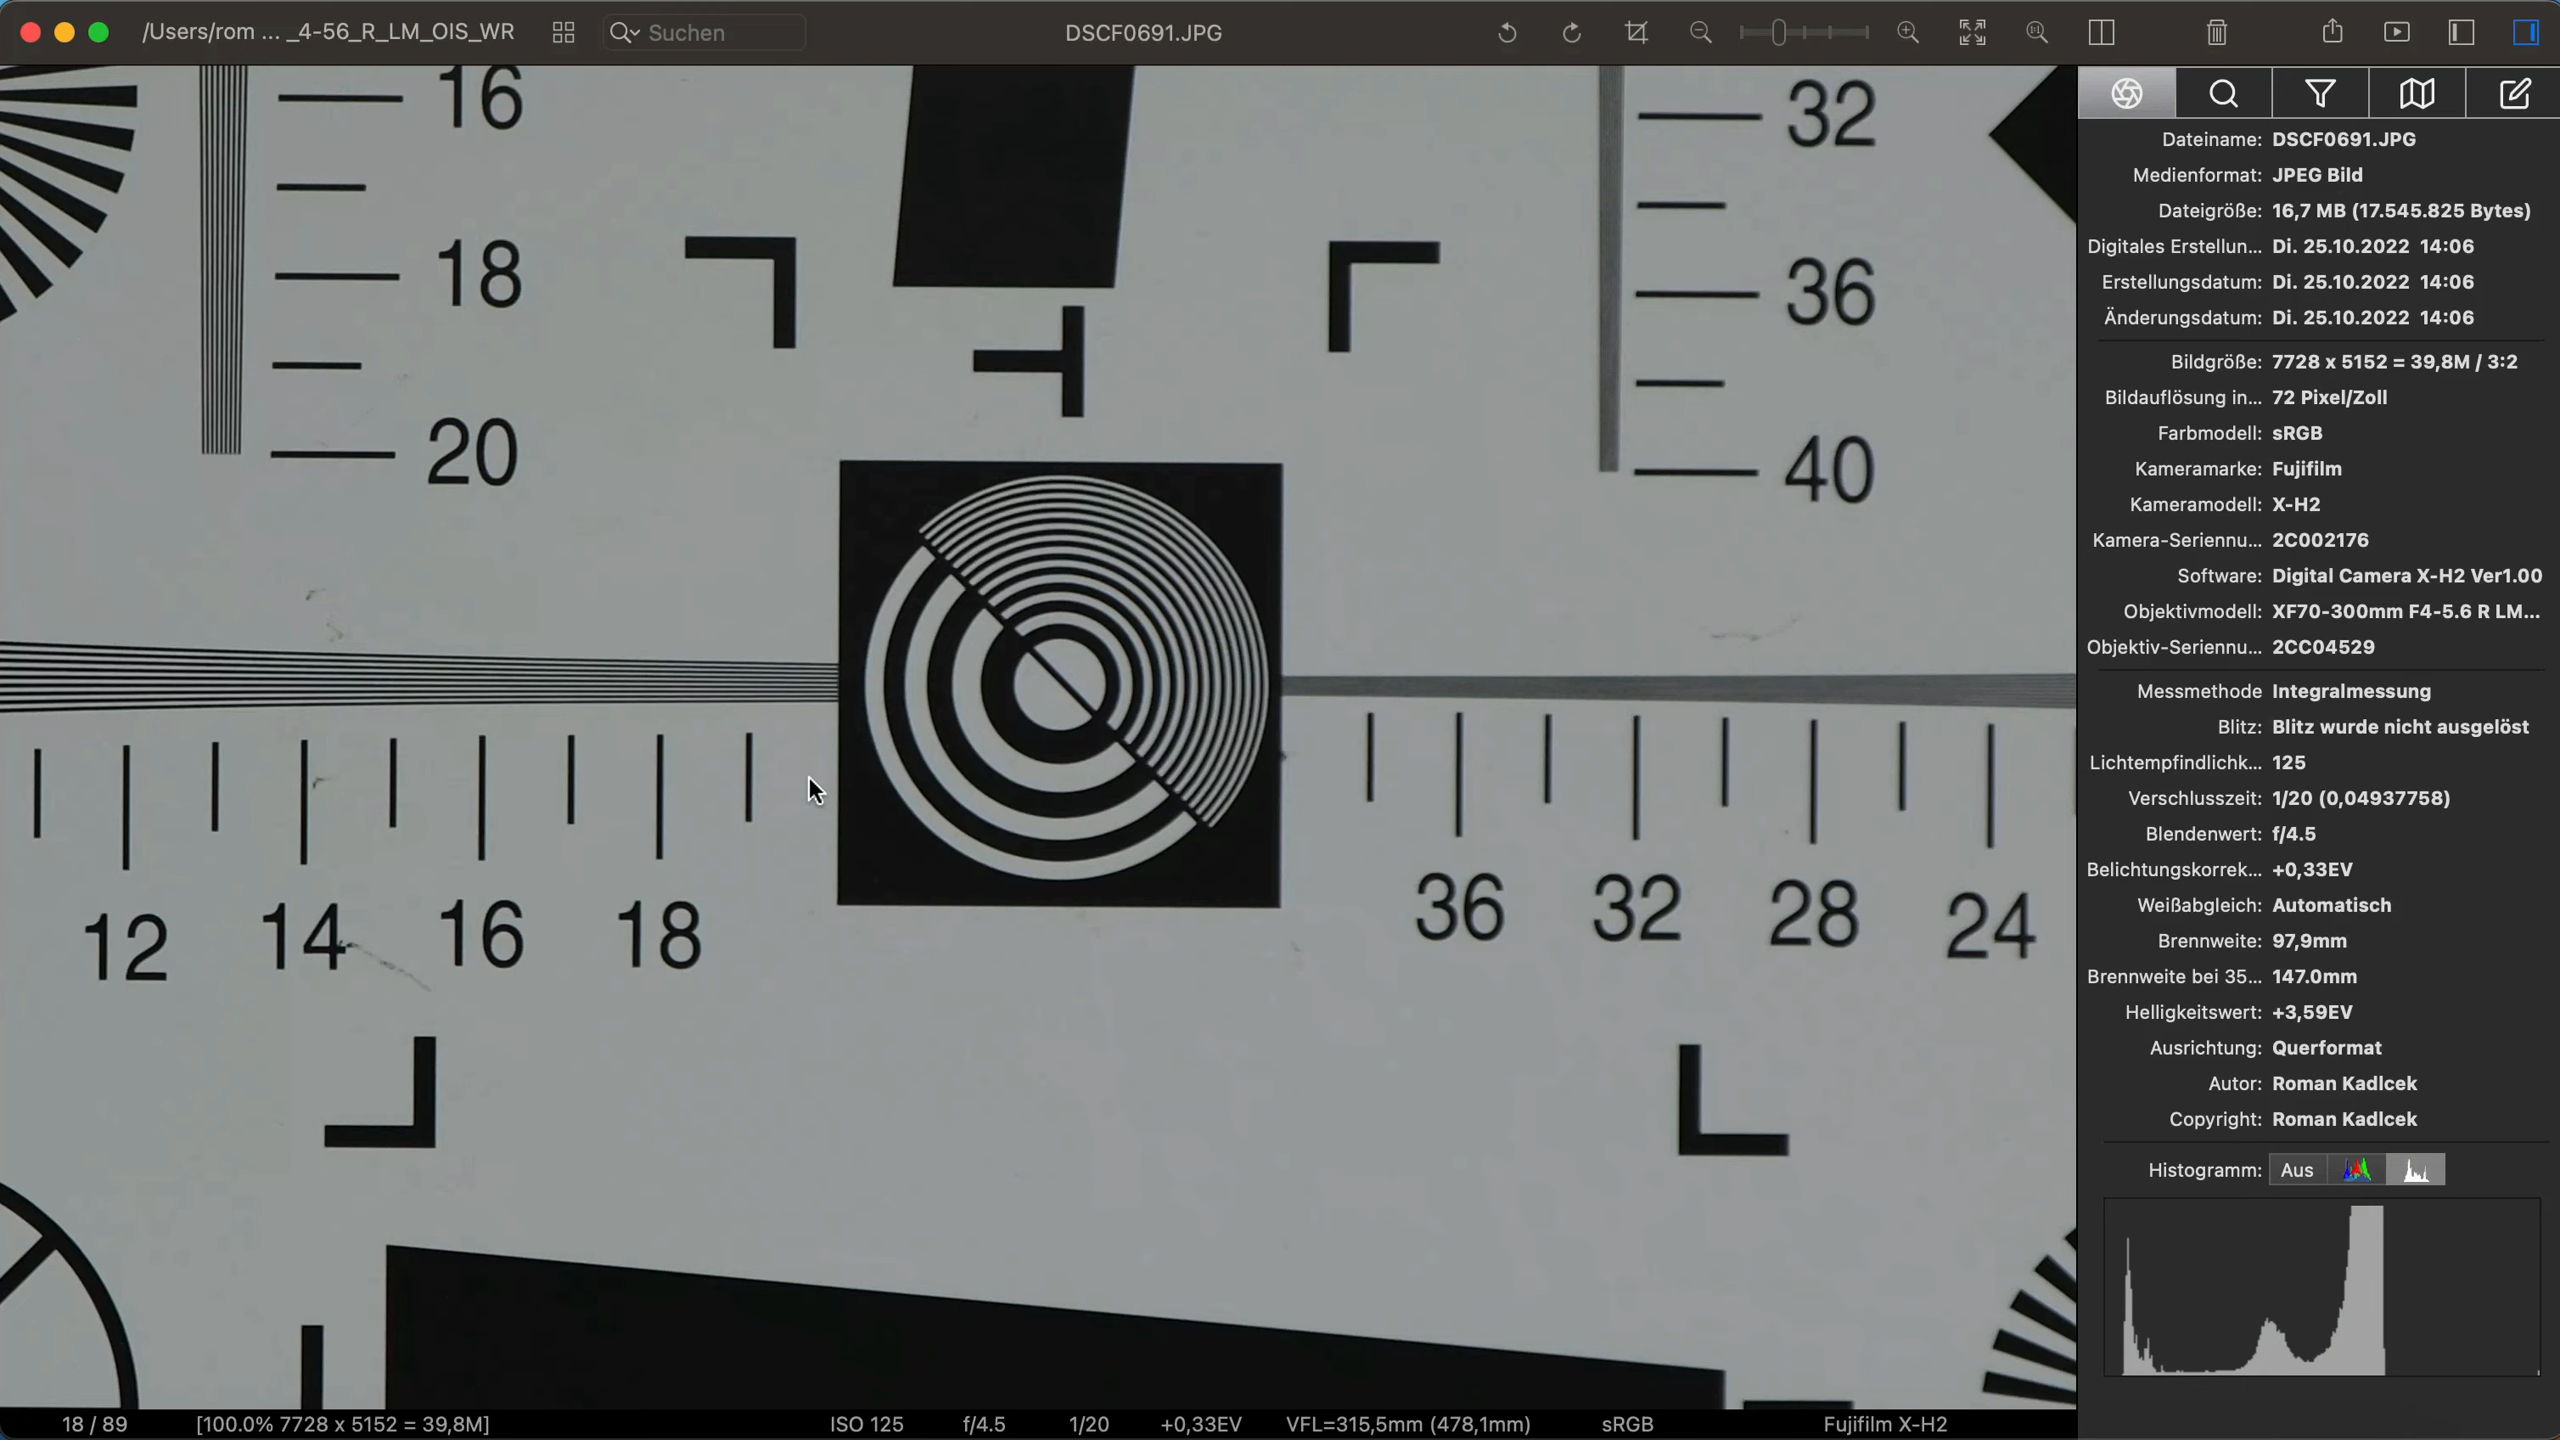 /Users/rom ... _4-56_R_LM_OIS_WR
Suchen
DSCF0691.JPG
16
18
20
32
36
40
12 14 16 18
36 32 28 24
Dateiname: DSCF0691.JPG
Medienformat: JPEG Bild
Dateigröße: 16,7 MB (17.545.825 Bytes)
Digitales Erstellun... Di. 25.10.2022 14:06
Erstellungsdatum: Di. 25.10.2022 14:06
Änderungsdatum: Di. 25.10.2022 14:06
Bildgröße: 7728 x 5152 = 39,8M / 3:2
Bildauflösung in... 72 Pixel/Zoll
Farbmodell: sRGB
Kameramarke: Fujifilm
Kameramodell: X-H2
Kamera-Seriennu... 2C002176
Software: Digital Camera X-H2 Ver1.00
Objektivmodell: XF70-300mm F4-5.6 R LM...
Objektiv-Seriennu... 2CC04529
Messmethode Integralmessung
Blitz: Blitz wurde nicht ausgelöst
Lichtempfindlichk... 125
Verschlusszeit: 1/20 (0,04937758)
Blendenwert: f/4.5
Belichtungskorrek... +0,33EV
Weißabgleich: Automatisch
Brennweite: 97,9mm
Brennweite bei 35... 147.0mm
Helligkeitswert: +3,59EV
Ausrichtung: Querformat
Autor: Roman Kadlcek
Copyright: Roman Kadlcek
Histogramm: Aus
18 / 89 [100.0% 7728 x 5152 = 39,8M] ISO 125 f/4.5 1/20 +0,33EV VFL=315,5mm (478,1mm) sRGB Fujifilm X-H2